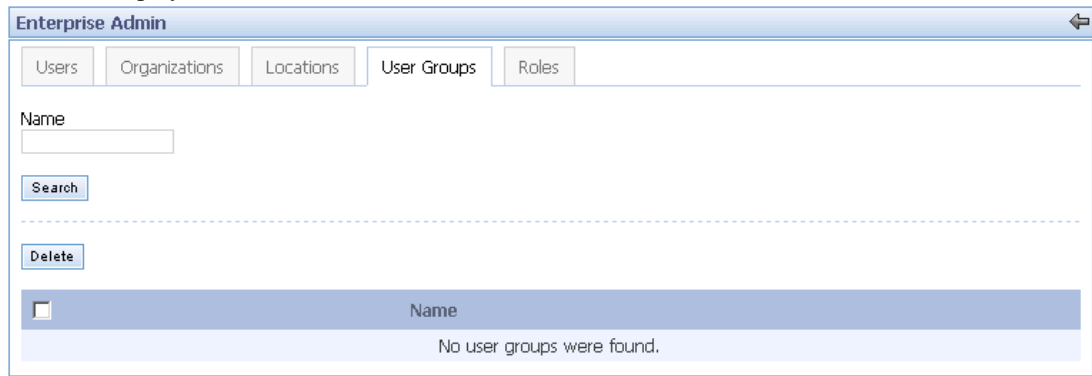 Enterprise Admin
Users Organizations Locations User Groups Roles
Name
Search
Delete
Name
No user groups were found.